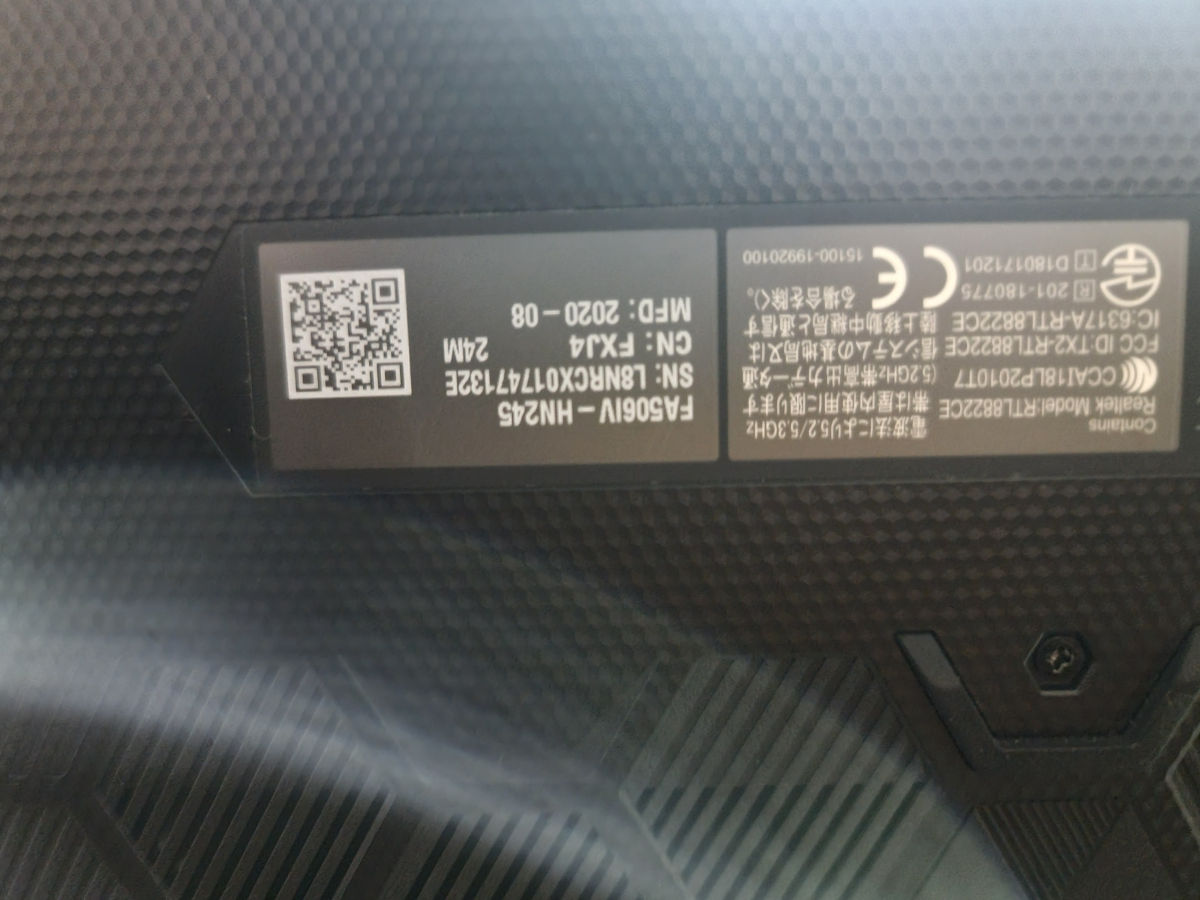 FA506IV-HN245
SN: L8NRCX01747132E
CN: FXJ4 24M
MFD: 2020-08
Contains
Realtek Model:RTL8822CE
CCAI18LP2010T7
FCC ID:TX2-RTL8822CE
IC:6317A-RTL8822CE
R 201-180775
T D180171201
電波法により5.2/5.3GHz
帯は屋内使用に限ります
(5.2GHz帯高出力データ通
信システムの基地局又は
陸上移動中継局と通信す
る場合を除く)。
CE
15100-19920100